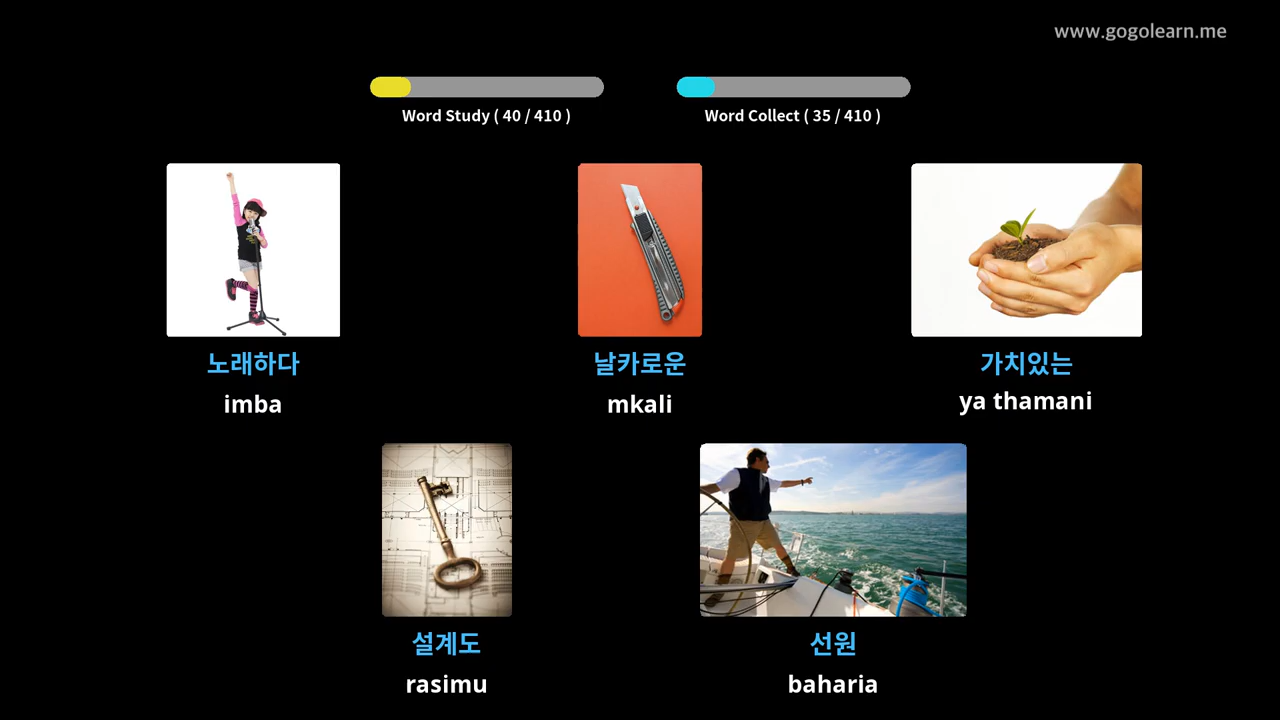 www.gogolearn.me
Word Study ( 40 / 410 )
Word Collect ( 35 / 410 )
노래하다
imba
날카로운
mkali
가치있는
ya thamani
설계도
rasimu
선원
baharia